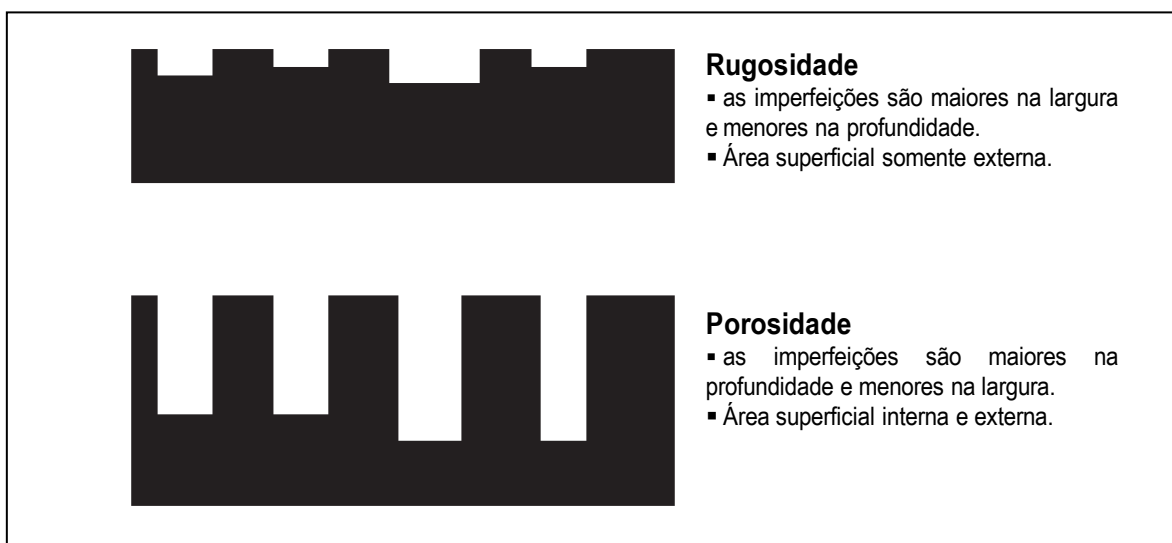 Rugosidade
▪ as imperfeições são maiores na largura
e menores na profundidade.
▪ Área superficial somente externa.
Porosidade
▪ as imperfeições são maiores na
profundidade e menores na largura.
▪ Área superficial interna e externa.